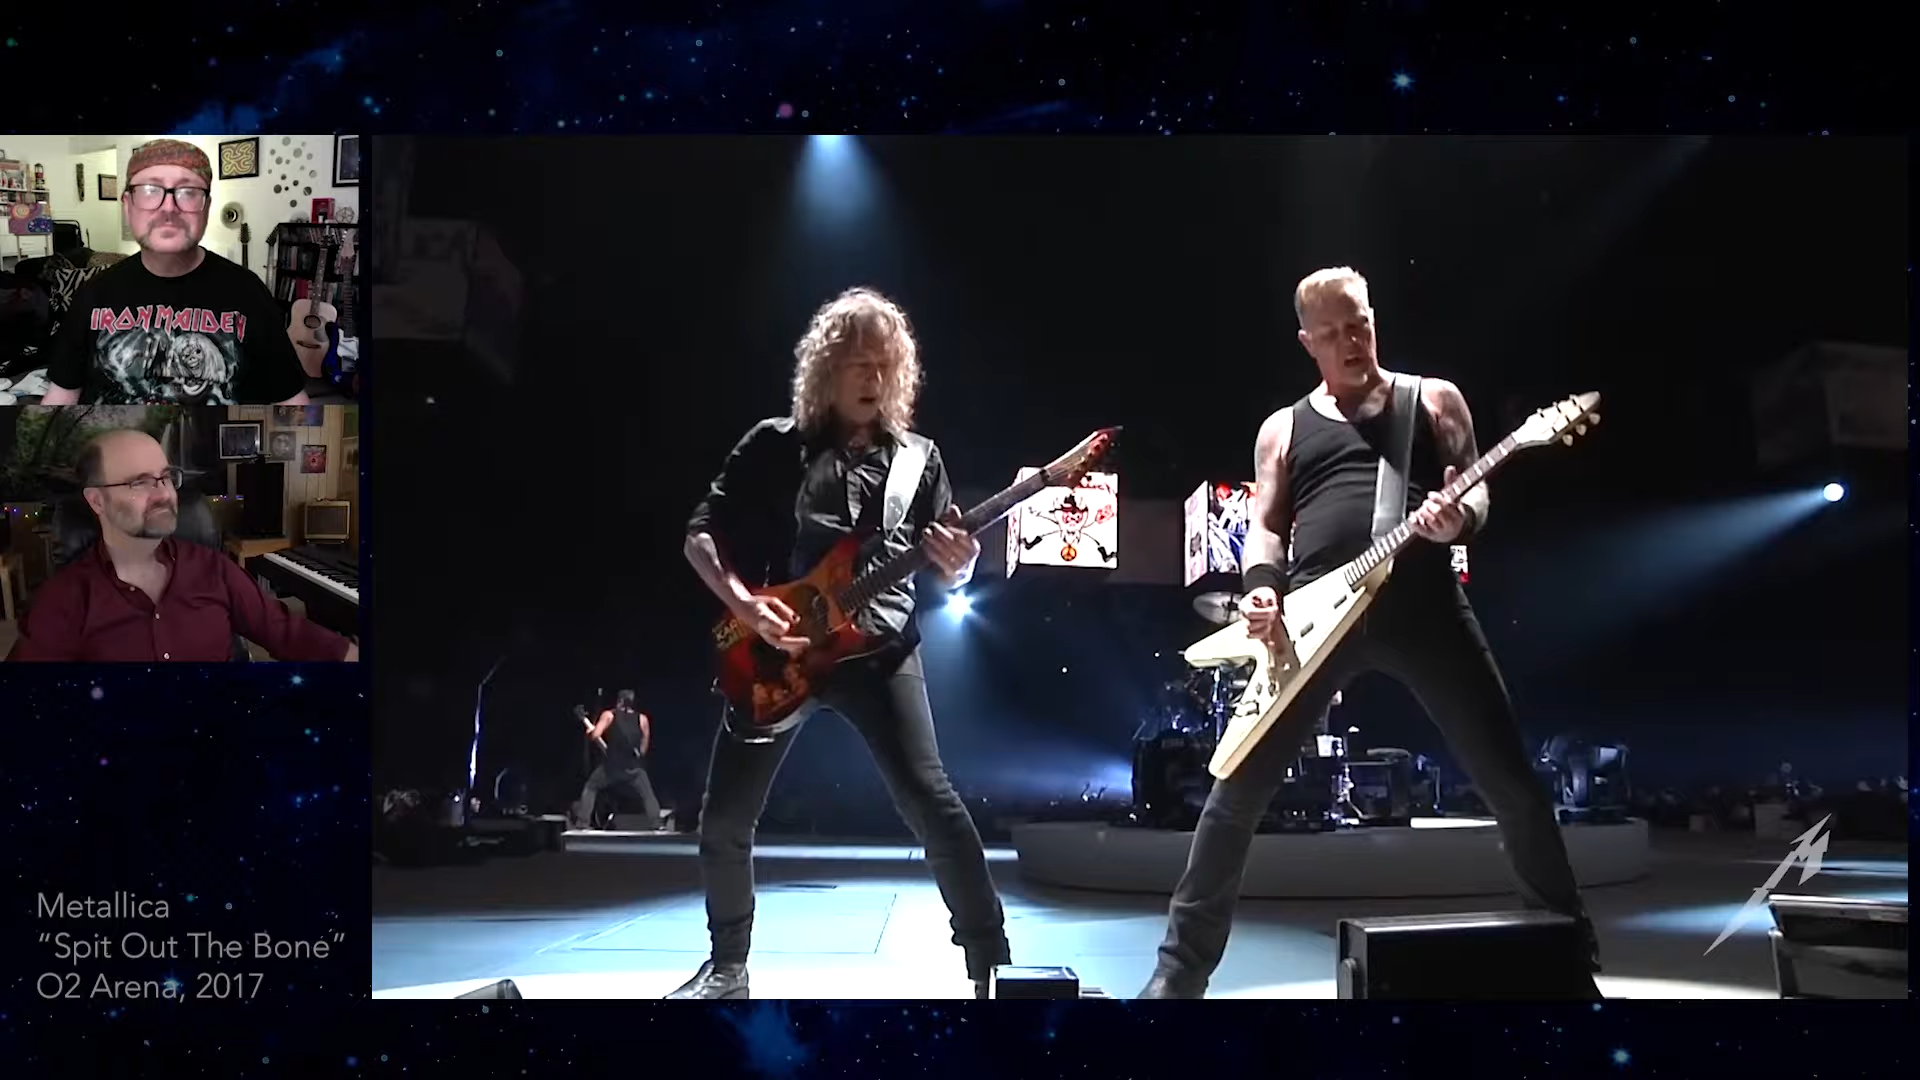 IRON MAIDEN
Metallica
“Spit Out The Bone”
O2 Arena, 2017